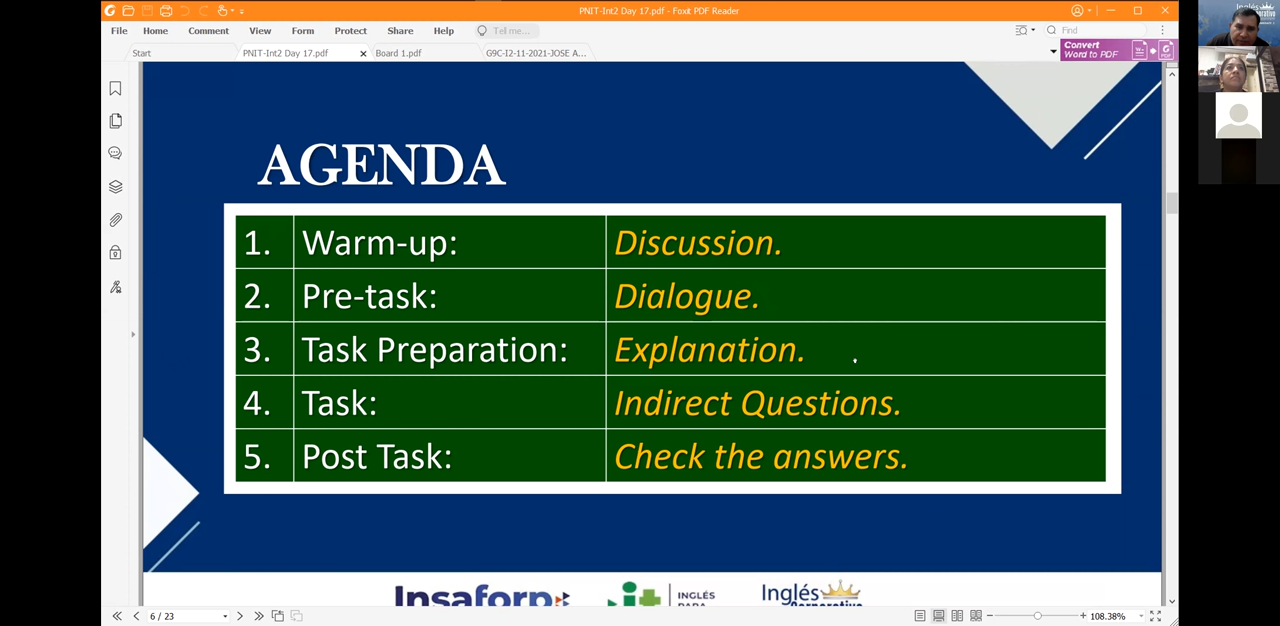 PNIT-Int2 Day 17.pdf - Foxit PDF Reader
File Home Comment View Form Protect Share Help Tell me... Find
Start PNIT-Int2 Day 17.pdf Board 1.pdf G9C-I2-11-2021-JOSE A...
Convert
Word to PDF
AGENDA
1. Warm-up: Discussion.
2. Pre-task: Dialogue.
3. Task Preparation: Explanation.
4. Task: Indirect Questions.
5. Post Task: Check the answers.
Insaforp INGLÉS Inglés
PARA
6 / 23 108.38%